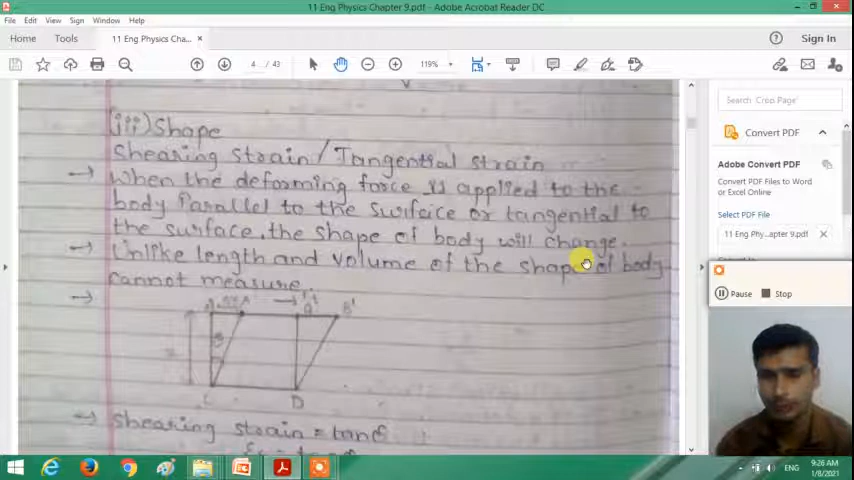 11 Eng Physics Chapter 9.pdf - Adobe Acrobat Reader DC
File Edit View Sign Window Help
Home Tools 11 Eng Physics Cha... × Sign In
4 / 43 119%
(iii) Shape
Shearing strain / Tangential strain
→ When the deforming force is applied to the
body Parallel to the surface or tangential to
the surface, the shape of body will change.
→ Unlike length and volume of the shape of body
cannot measure.
→
B'
θ
C D
→ Shearing strain = tanθ
Search 'Crop Page'
Convert PDF
Adobe Convert PDF
Convert PDF Files to Word
or Excel Online
Select PDF File
11 Eng Phy...apter 9.pdf ×
Pause Stop
ENG
9:26 AM
1/8/2021